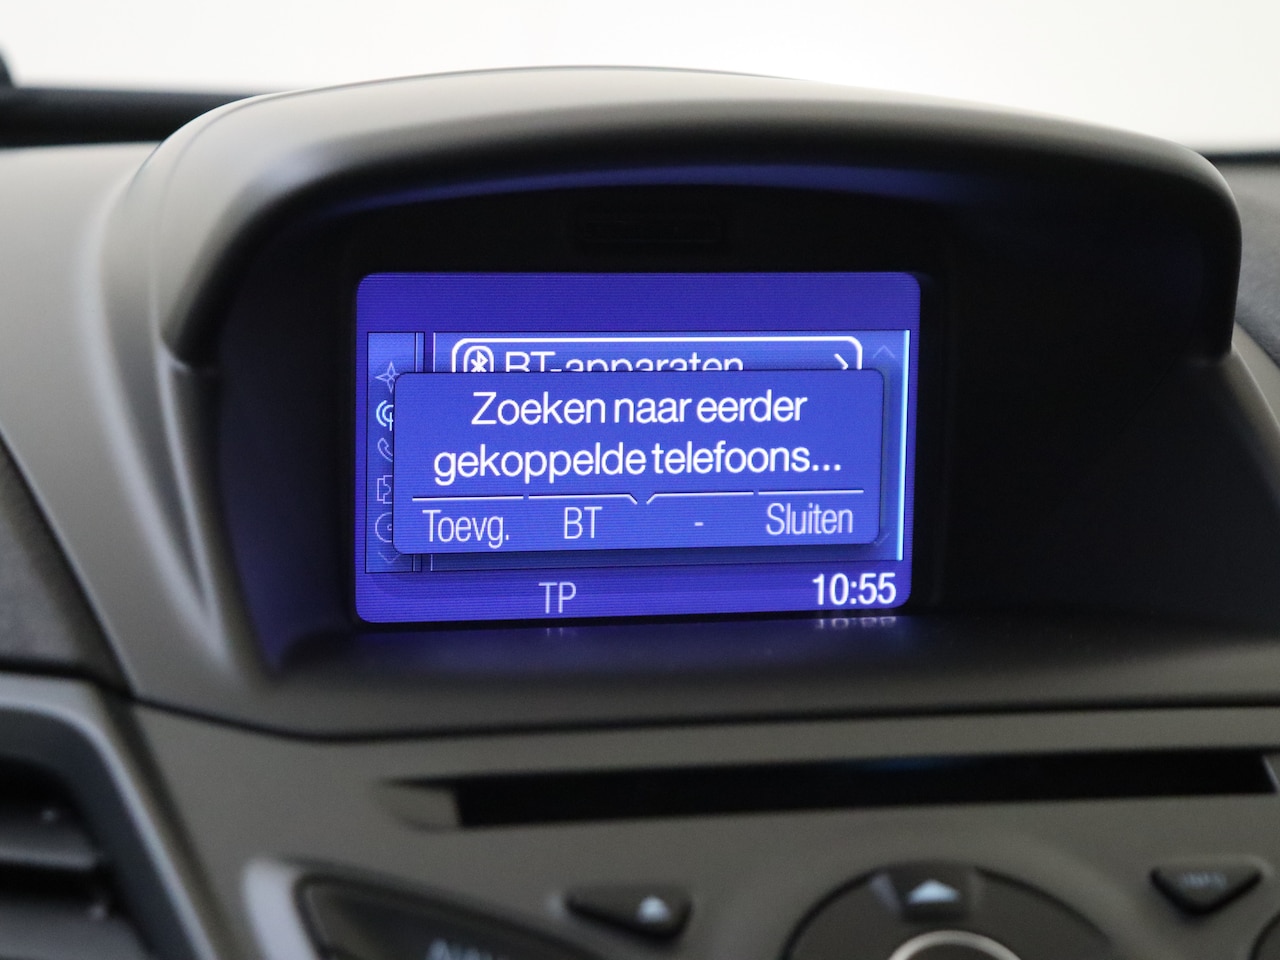 BT-apparaten
Zoeken naar eerder
gekoppelde telefoons...
Toevg. BT - Sluiten
TP 10:55